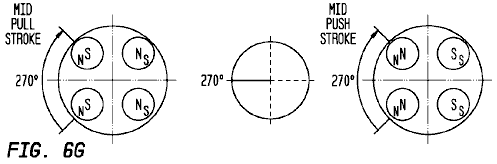 MID
PULL
STROKE
270°
N S
N S
N S
N S
270°
MID
PUSH
STROKE
270°
N N
S S
N N
S S
FIG. 6G